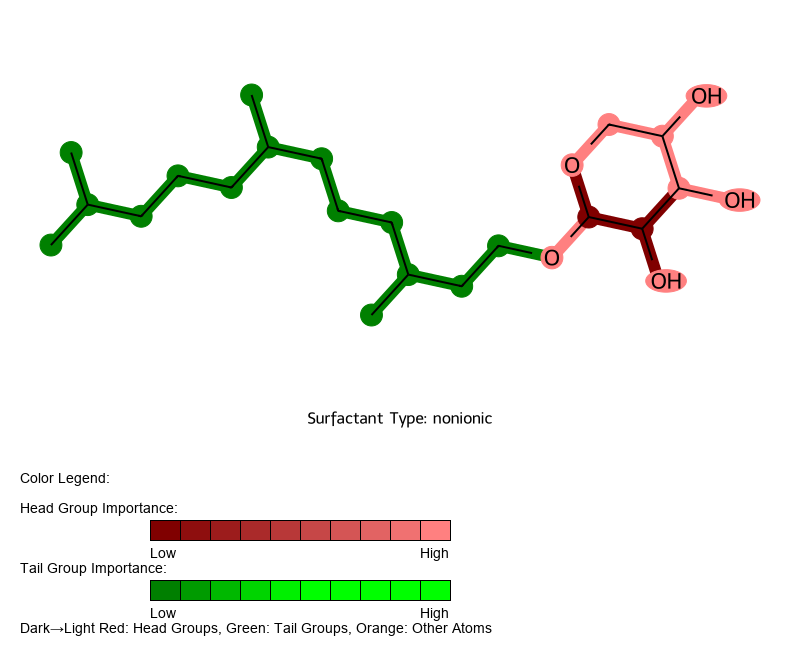 OH
O
OH
O
OH
Surfactant Type: nonionic
Color Legend:
Head Group Importance:
Low High
Tail Group Importance:
Low High
Dark→Light Red: Head Groups, Green: Tail Groups, Orange: Other Atoms